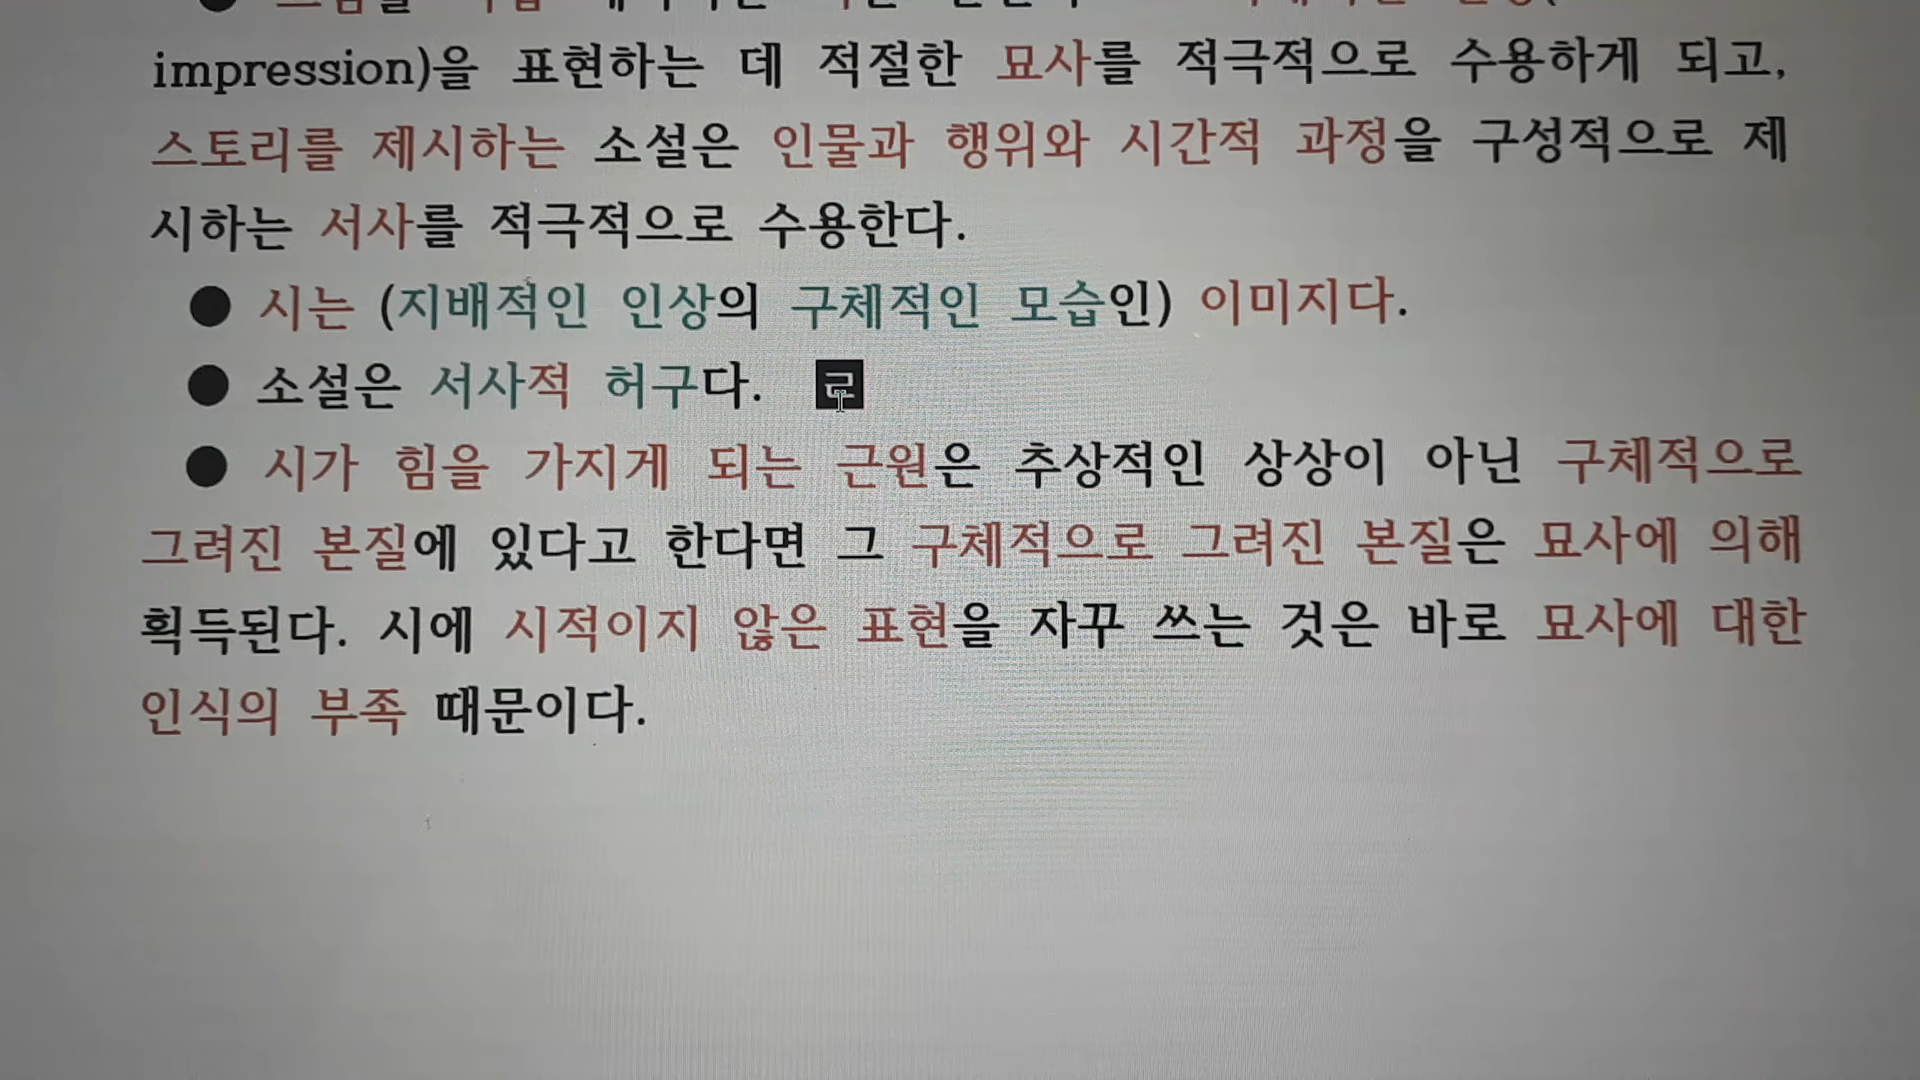 impression)을 표현하는 데 적절한 묘사를 적극적으로 수용하게 되고,
스토리를 제시하는 소설은 인물과 행위와 시간적 과정을 구성적으로 제
시하는 서사를 적극적으로 수용한다.
● 시는 (지배적인 인상의 구체적인 모습인) 이미지다.
● 소설은 서사적 허구다.
● 시가 힘을 가지게 되는 근원은 추상적인 상상이 아닌 구체적으로
그려진 본질에 있다고 한다면 그 구체적으로 그려진 본질은 묘사에 의해
획득된다. 시에 시적이지 않은 표현을 자꾸 쓰는 것은 바로 묘사에 대한
인식의 부족 때문이다.